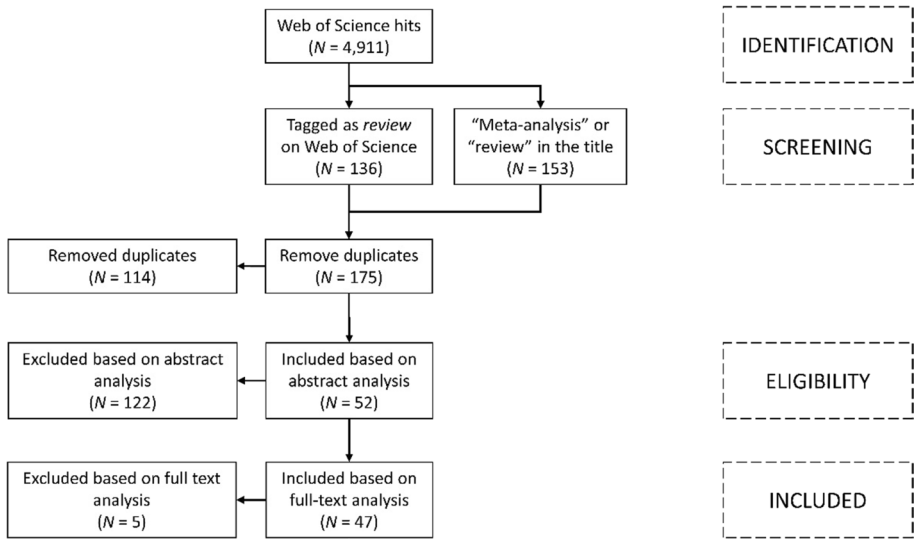 Web of Science hits
(N = 4,911)
IDENTIFICATION
Tagged as review
on Web of Science
(N = 136)
“Meta-analysis” or
“review” in the title
(N = 153)
SCREENING
Removed duplicates
(N = 114)
Remove duplicates
(N = 175)
Excluded based on abstract
analysis
(N = 122)
Included based on
abstract analysis
(N = 52)
ELIGIBILITY
Excluded based on full text
analysis
(N = 5)
Included based on
full-text analysis
(N = 47)
INCLUDED